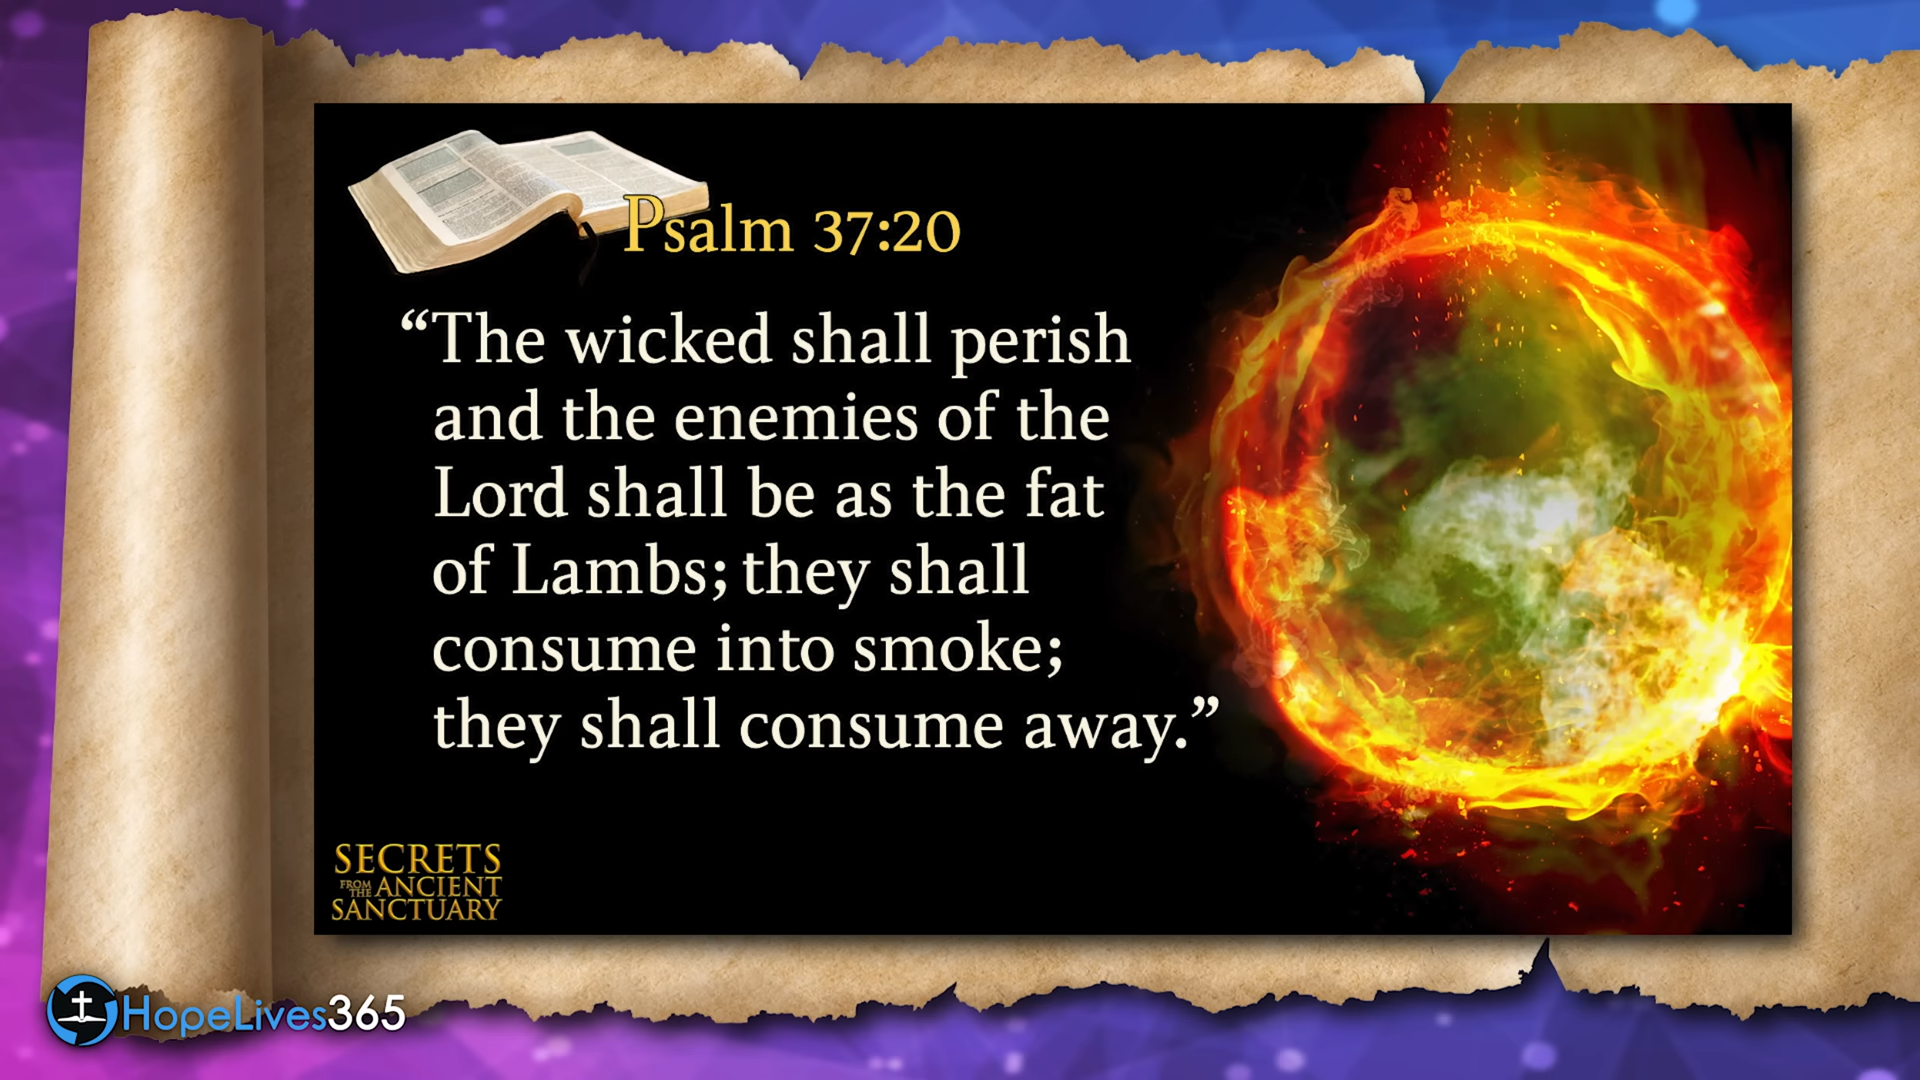 Psalm 37:20
“The wicked shall perish
and the enemies of the
Lord shall be as the fat
of Lambs; they shall
consume into smoke;
they shall consume away.”
SECRETS
FROM THE ANCIENT
SANCTUARY
HopeLives365